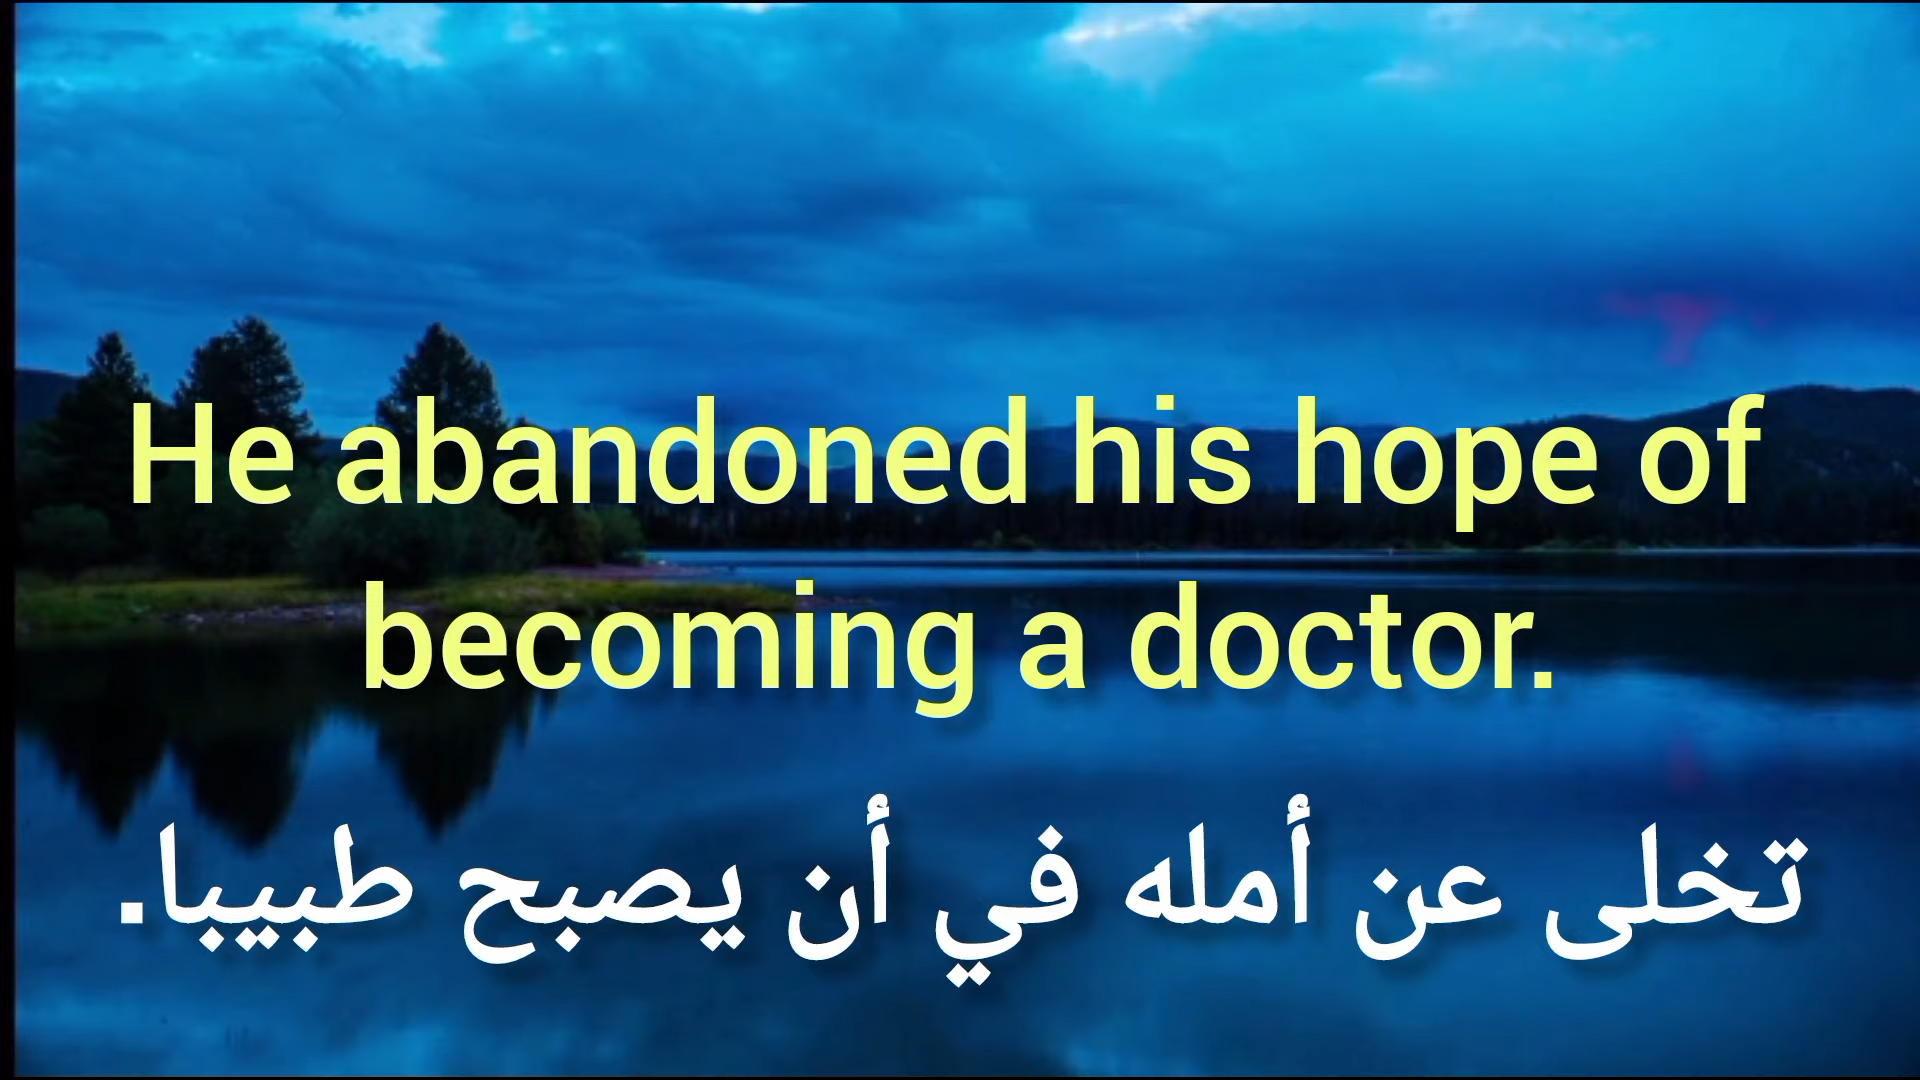 He abandoned his hope of
becoming a doctor.
تخلى عن أمله في أن يصبح طبيبا.